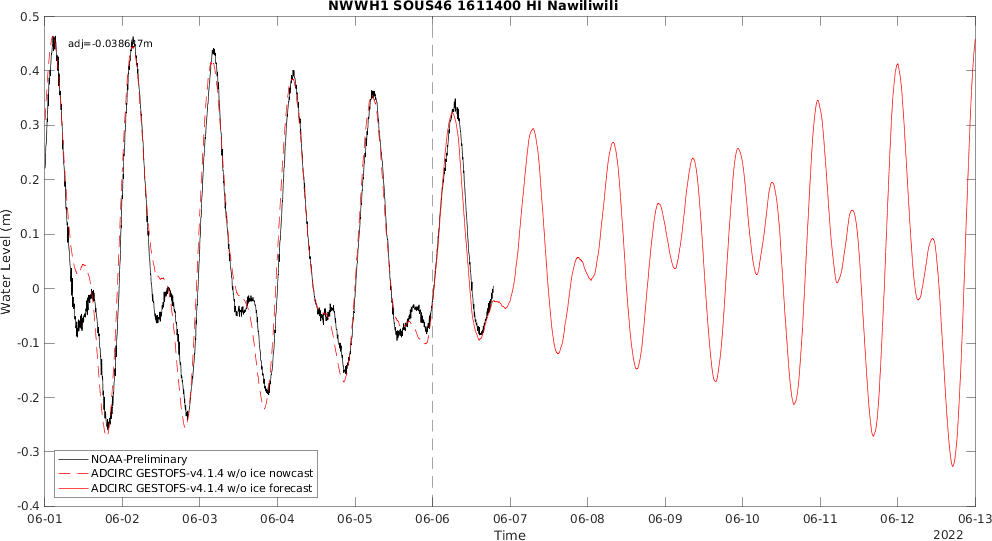 NWWH1 SOUS46 1611400 HI Nawiliwili
0.5
0.4
0.3
0.2
0.1
0
-0.1
-0.2
-0.3
-0.4
Water Level (m)
NOAA-Preliminary
ADCIRC GESTOFS-v4.1.4 w/o ice nowcast
ADCIRC GESTOFS-v4.1.4 w/o ice forecast
06-01 06-02 06-03 06-04 06-05 06-06 06-07 06-08 06-09 06-10 06-11 06-12 06-13
Time
2022